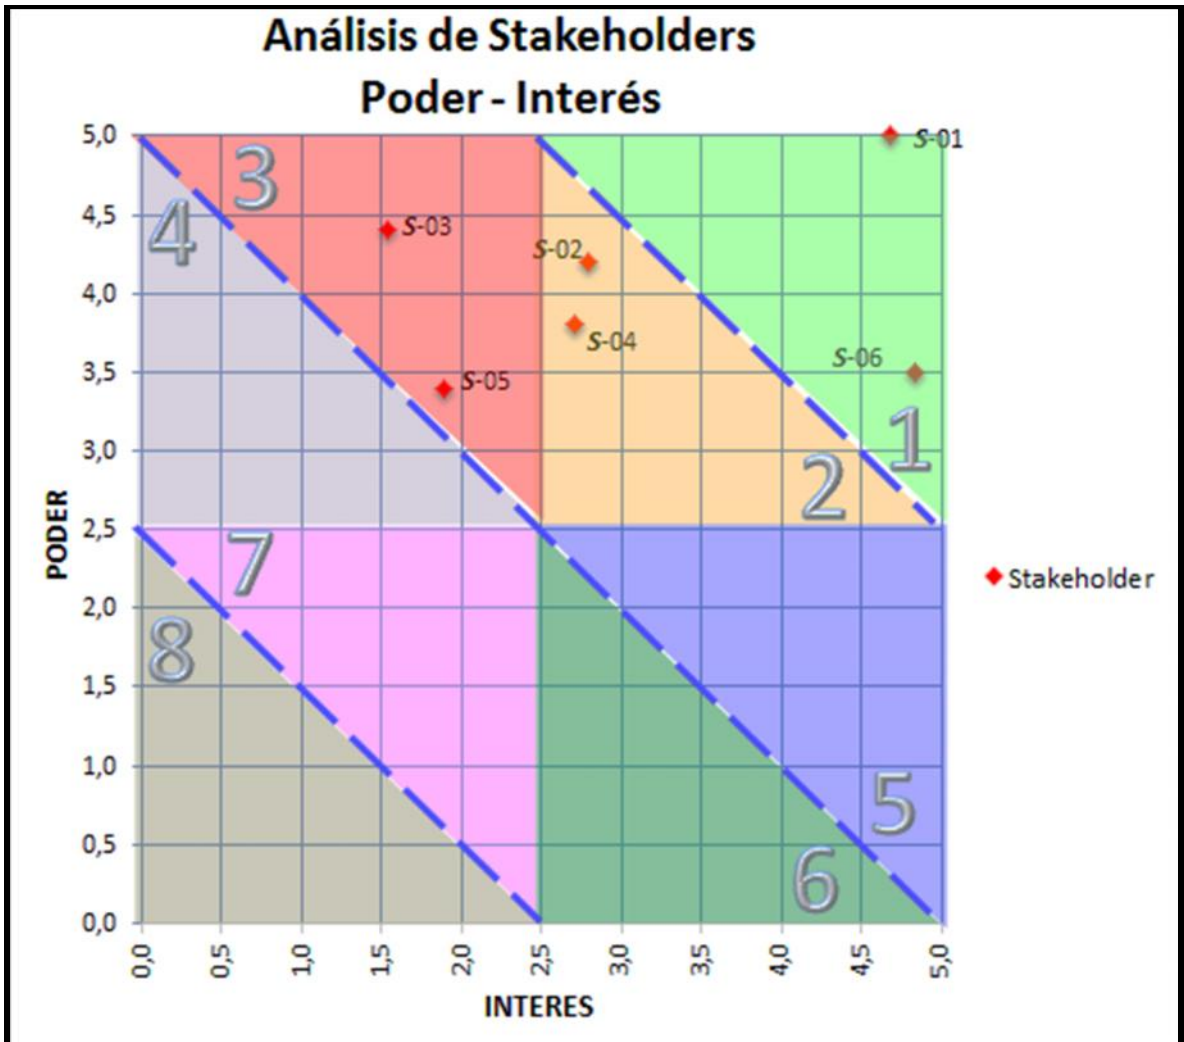 Análisis de Stakeholders
Poder - Interés
5,0
S-01
3
4
4,5
S-03
S-02
4,0
S-04
3,5
S-06
S-05
1
3,0
2
PODER
2,5
7
Stakeholder
2,0
8
1,5
1,0
5
0,5
6
0,0
0,0 0,5 1,0 1,5 2,0 2,5 3,0 3,5 4,0 4,5 5,0
INTERES